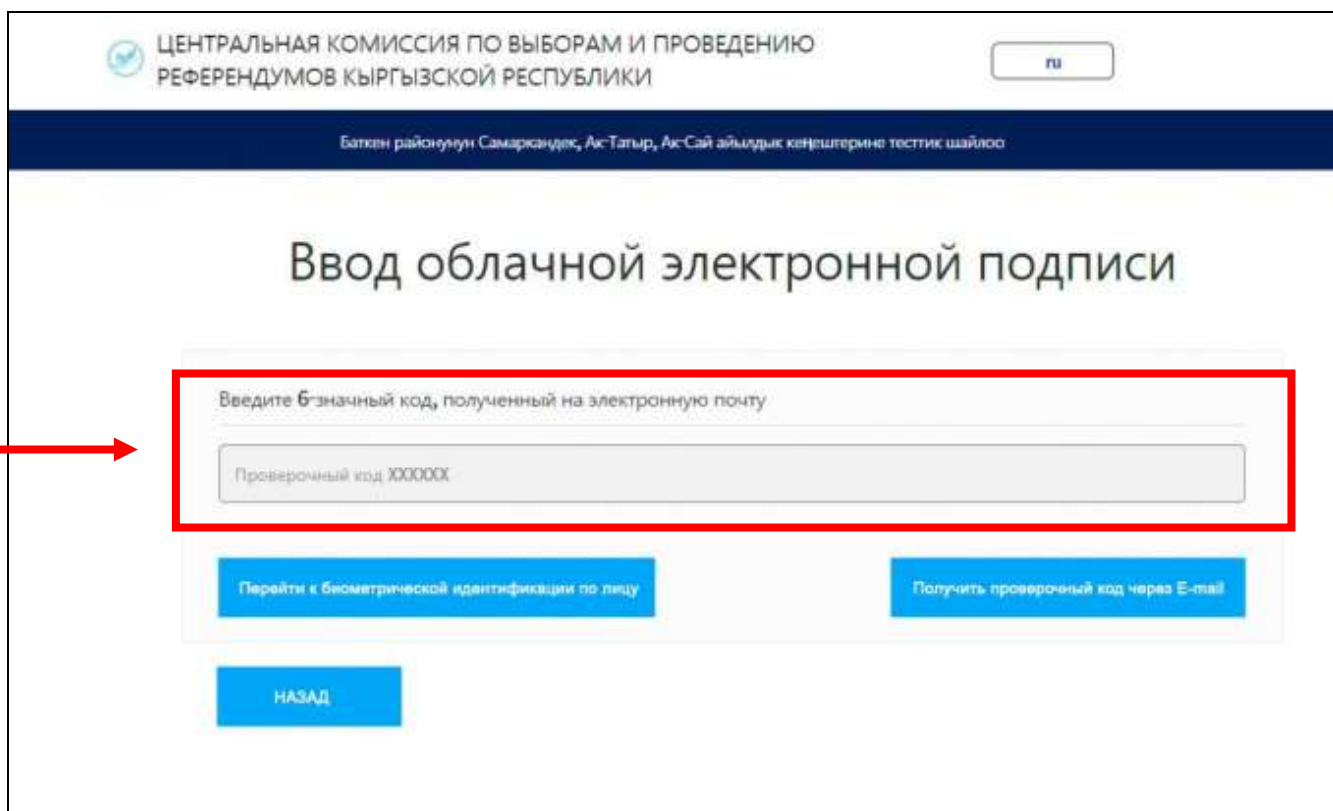 ЦЕНТРАЛЬНАЯ КОМИССИЯ ПО ВЫБОРАМ И ПРОВЕДЕНИЮ
РЕФЕРЕНДУМОВ КЫРГЫЗСКОЙ РЕСПУБЛИКИ
ru
Баткен районунун Самаркандек, Ак-Татыр, Ак-Сай айылдык кеңештерине тесттик шайлоо
Ввод облачной электронной подписи
Введите 6-значный код, полученный на электронную почту
Проверочный код XXXXXX
Перейти к биометрической идентификации по лицу
Получить проверочный код через E-mail
НАЗАД